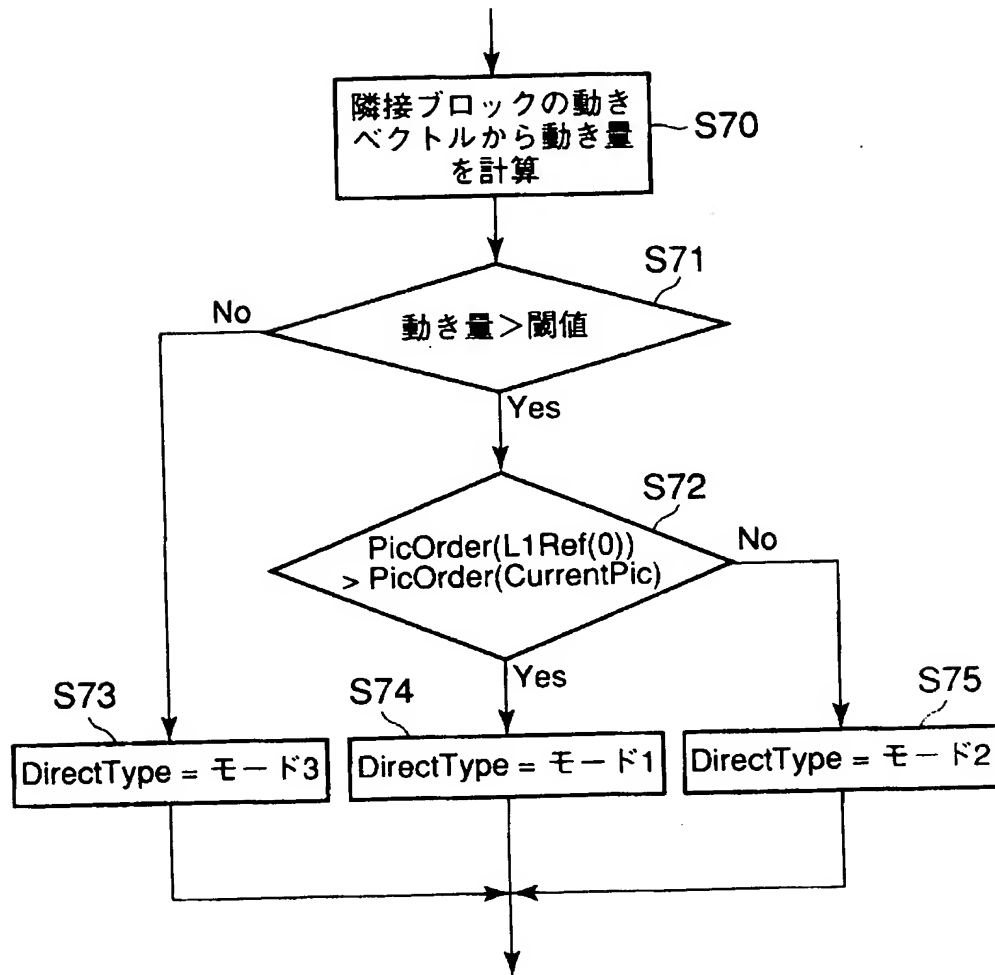 隣接ブロックの動き
ベクトルから動き量
を計算
S70
S71
No
動き量＞閾値
Yes
S72
PicOrder(L1Ref(0))
> PicOrder(CurrentPic)
No
Yes
S73
S74
S75
DirectType = モード3
DirectType = モード1
DirectType = モード2